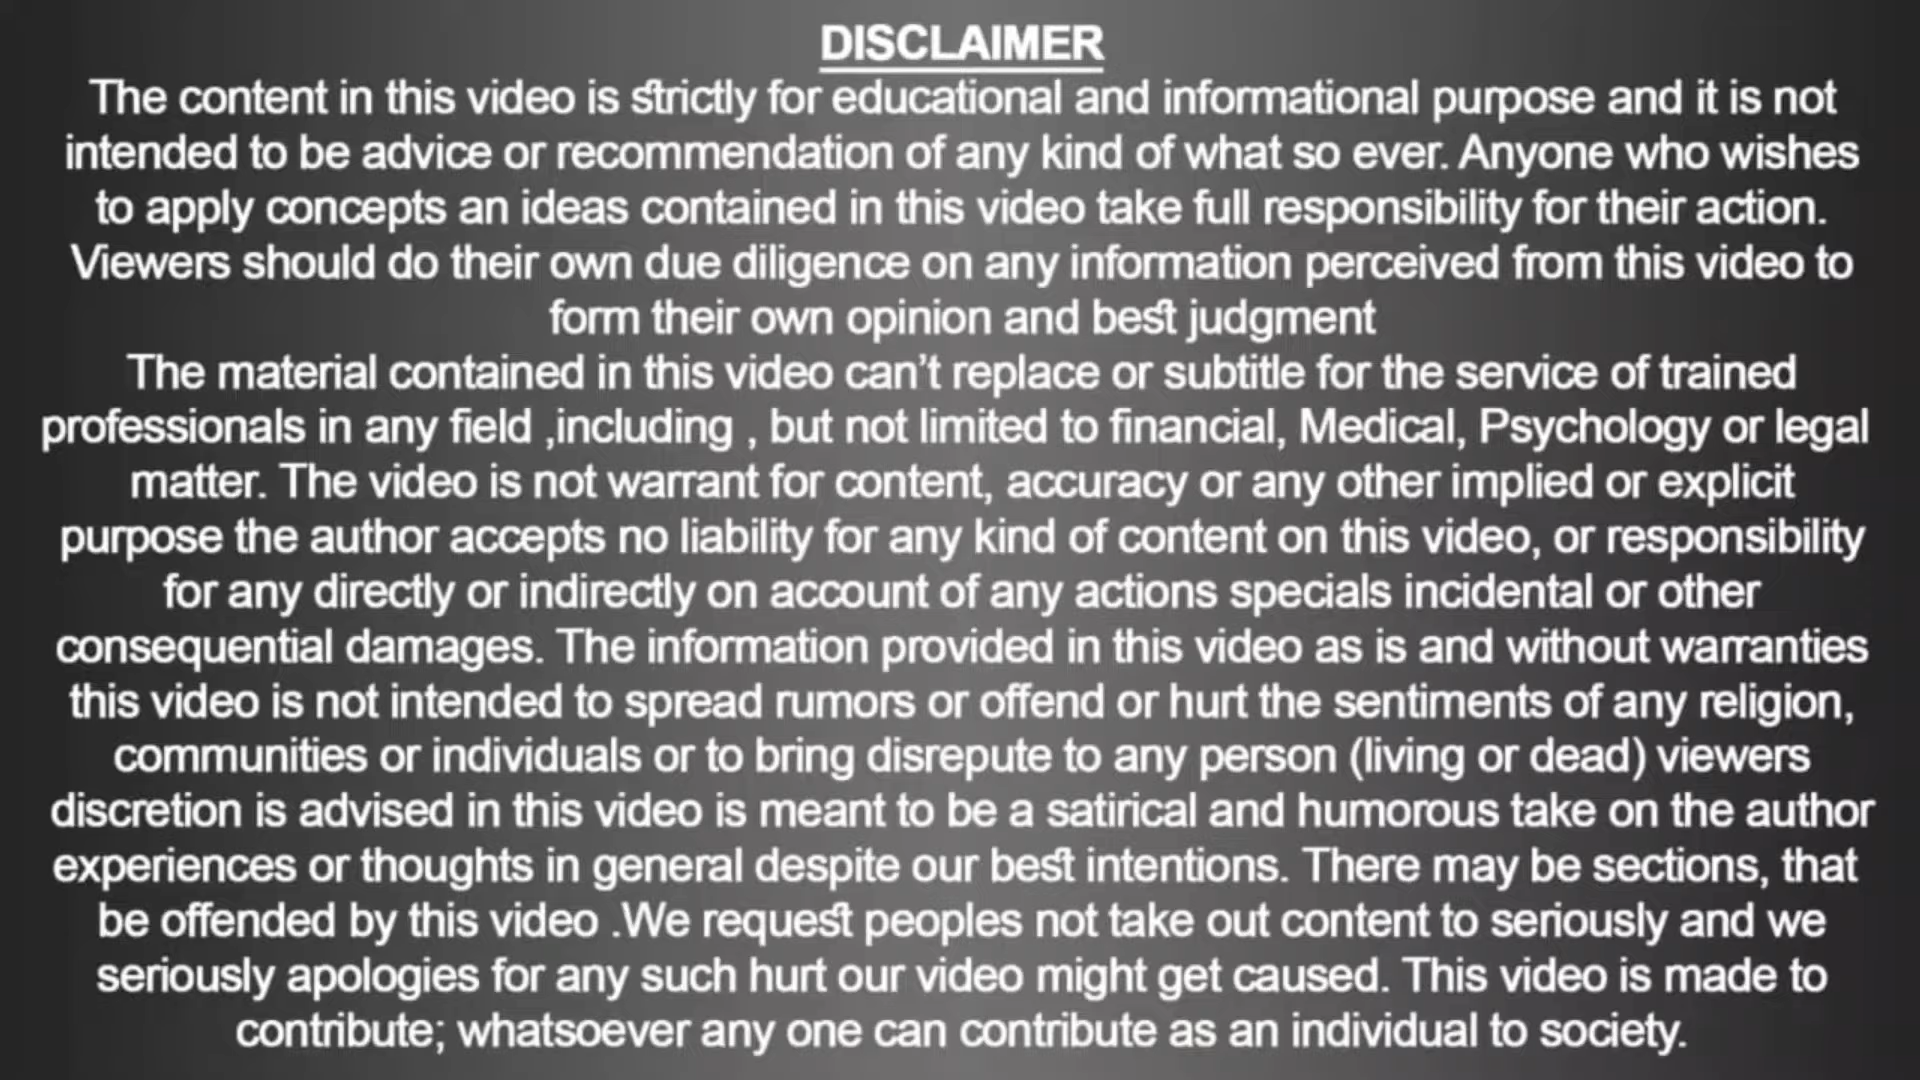 DISCLAIMER
The content in this video is strictly for educational and informational purpose and it is not
intended to be advice or recommendation of any kind of what so ever. Anyone who wishes
to apply concepts an ideas contained in this video take full responsibility for their action.
Viewers should do their own due diligence on any information perceived from this video to
form their own opinion and best judgment
The material contained in this video can’t replace or subtitle for the service of trained
professionals in any field ,including , but not limited to financial, Medical, Psychology or legal
matter. The video is not warrant for content, accuracy or any other implied or explicit
purpose the author accepts no liability for any kind of content on this video, or responsibility
for any directly or indirectly on account of any actions specials incidental or other
consequential damages. The information provided in this video as is and without warranties
this video is not intended to spread rumors or offend or hurt the sentiments of any religion,
communities or individuals or to bring disrepute to any person (living or dead) viewers
discretion is advised in this video is meant to be a satirical and humorous take on the author
experiences or thoughts in general despite our best intentions. There may be sections, that
be offended by this video .We request peoples not take out content to seriously and we
seriously apologies for any such hurt our video might get caused. This video is made to
contribute; whatsoever any one can contribute as an individual to society.